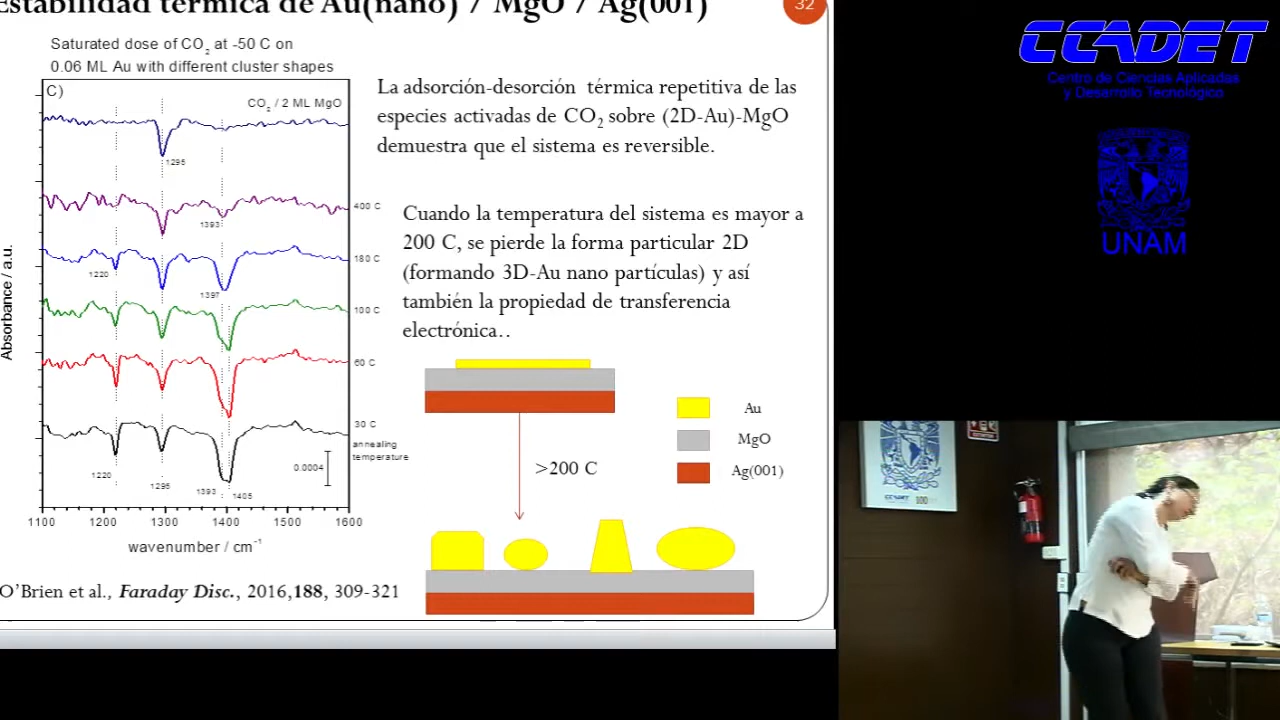 Estabilidad térmica de Au(nano) / MgO / Ag(001)
32
Saturated dose of CO2 at -50 C on
0.06 ML Au with different cluster shapes
C)
CO2 / 2 ML MgO
1295
400 C
1393
180 C
1220
1397
100 C
60 C
30 C
annealing
temperature
0.0004
1220
1295
1393
1405
1100
1200
1300
1400
1500
1600
wavenumber / cm-1
Absorbance / a.u.
O'Brien et al., Faraday Disc., 2016,188, 309-321
La adsorción-desorción térmica repetitiva de las
especies activadas de CO2 sobre (2D-Au)-MgO
demuestra que el sistema es reversible.
Cuando la temperatura del sistema es mayor a
200 C, se pierde la forma particular 2D
(formando 3D-Au nano partículas) y así
también la propiedad de transferencia
electrónica..
Au
MgO
Ag(001)
>200 C
CCADET
Centro de Ciencias Aplicadas
y Desarrollo Tecnológico
UNAM
CCADET
100